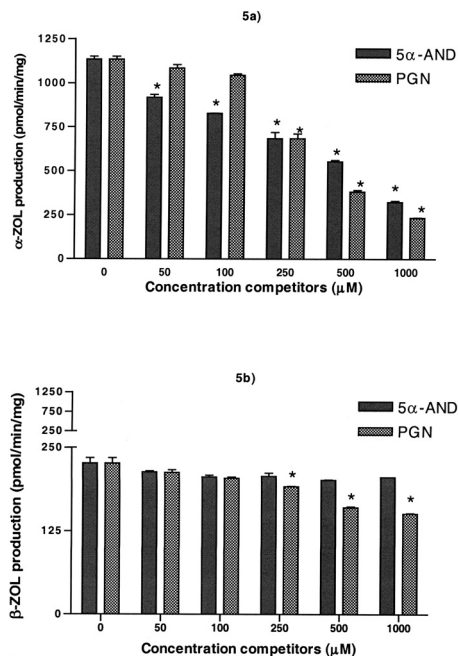 5a)
α-ZOL production (pmol/min/mg)
1250
1000
750
500
250
0
5α-AND
PGN
*
*
*
*
*
*
*
*
0 50 100 250 500 1000
Concentration competitors (μM)
5b)
β-ZOL production (pmol/min/mg)
1250
750
250
125
0
5α-AND
PGN
*
*
*
0 50 100 250 500 1000
Concentration competitors (μM)